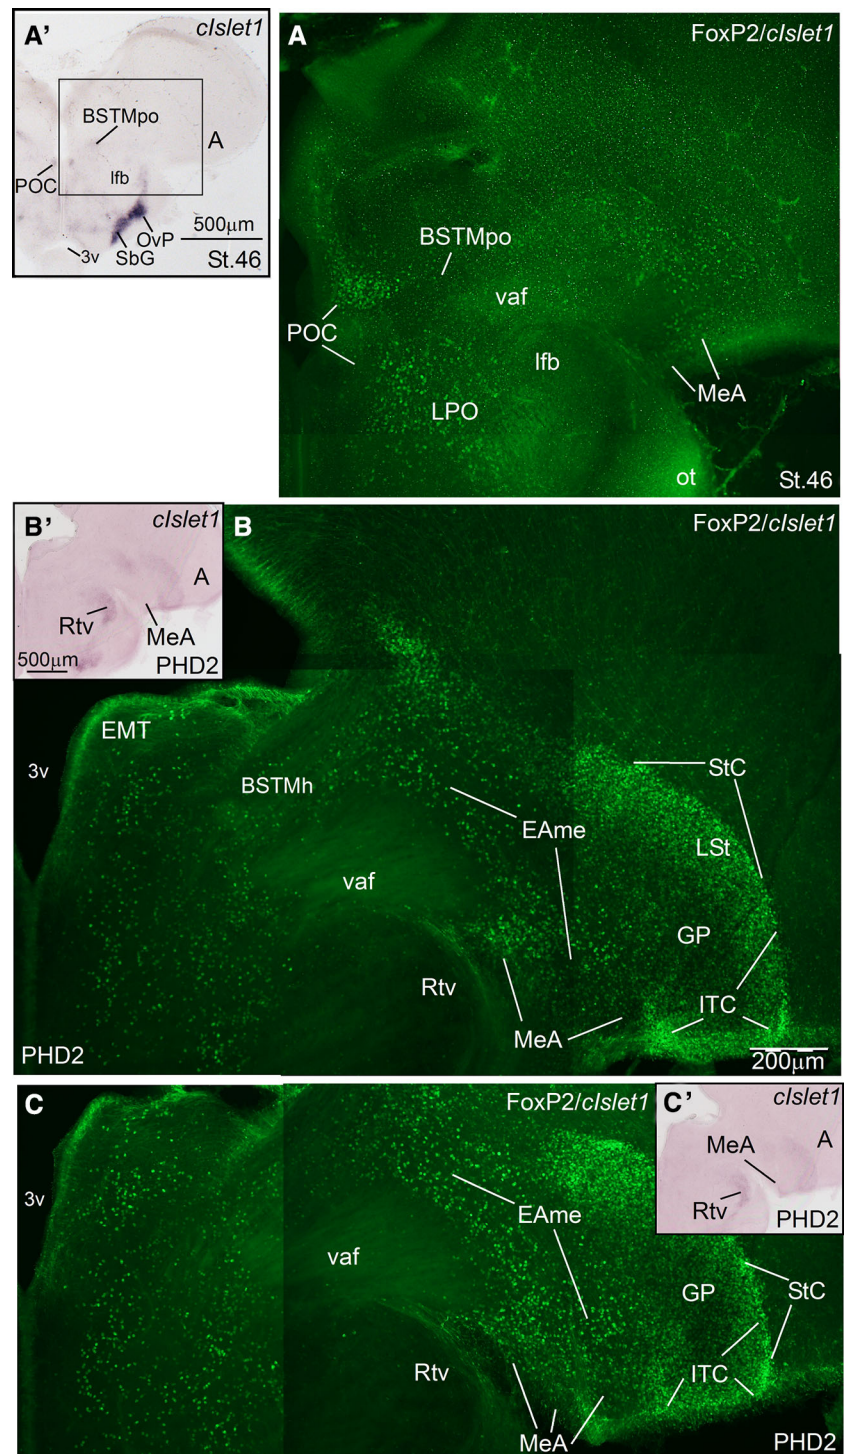 A’
cIslet1
BSTMpo
A
POC
lfb
500µm
OvP
3v
SbG
St.46
A
FoxP2/cIslet1
BSTMpo
vaf
POC
lfb
MeA
LPO
ot
St.46
B’
cIslet1
A
Rtv
MeA
500µm
PHD2
B
FoxP2/cIslet1
EMT
3v
StC
BSTMh
EAme
LSt
vaf
GP
Rtv
ITC
MeA
PHD2
200µm
C
FoxP2/cIslet1
C’
cIslet1
MeA
A
Rtv
PHD2
3v
EAme
vaf
GP
StC
Rtv
ITC
MeA
PHD2